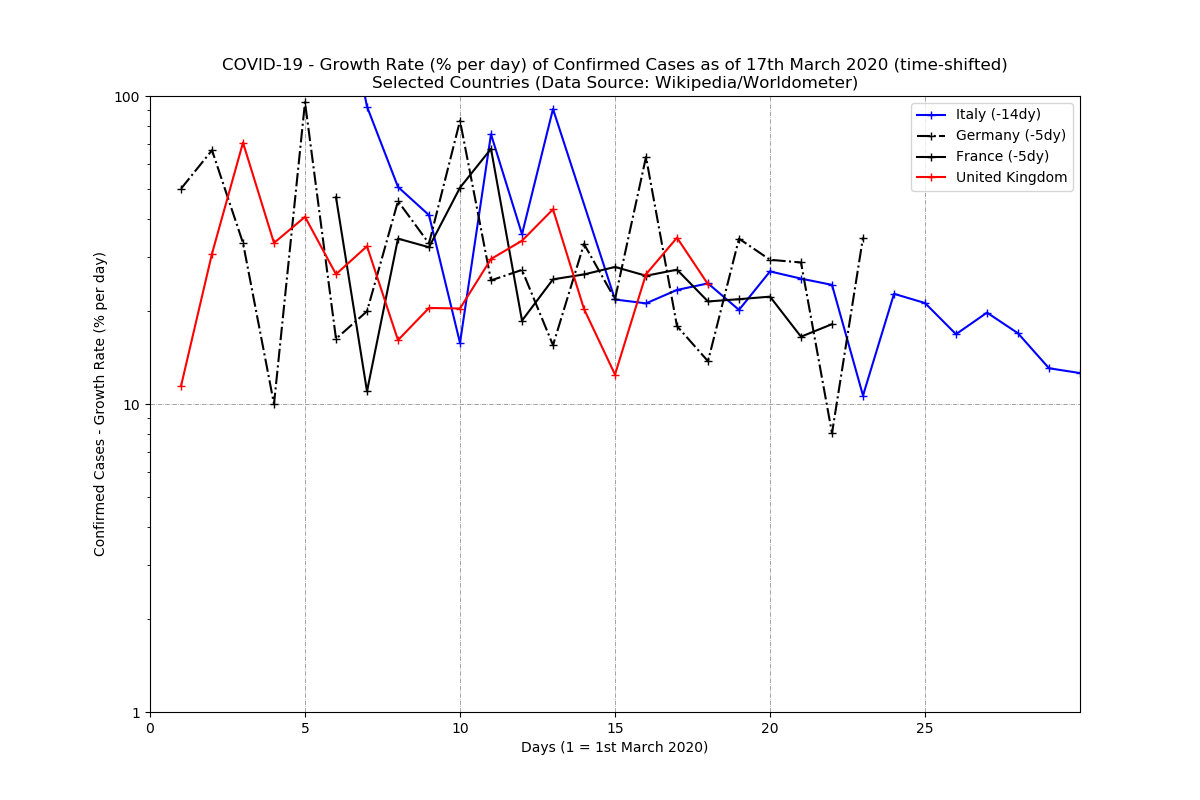 COVID-19 - Growth Rate (% per day) of Confirmed Cases as of 17th March 2020 (time-shifted)
Selected Countries (Data Source: Wikipedia/Worldometer)
Italy (-14dy)
Germany (-5dy)
France (-5dy)
United Kingdom
Confirmed Cases - Growth Rate (% per day)
100
10
1
0
5
10
15
20
25
Days (1 = 1st March 2020)